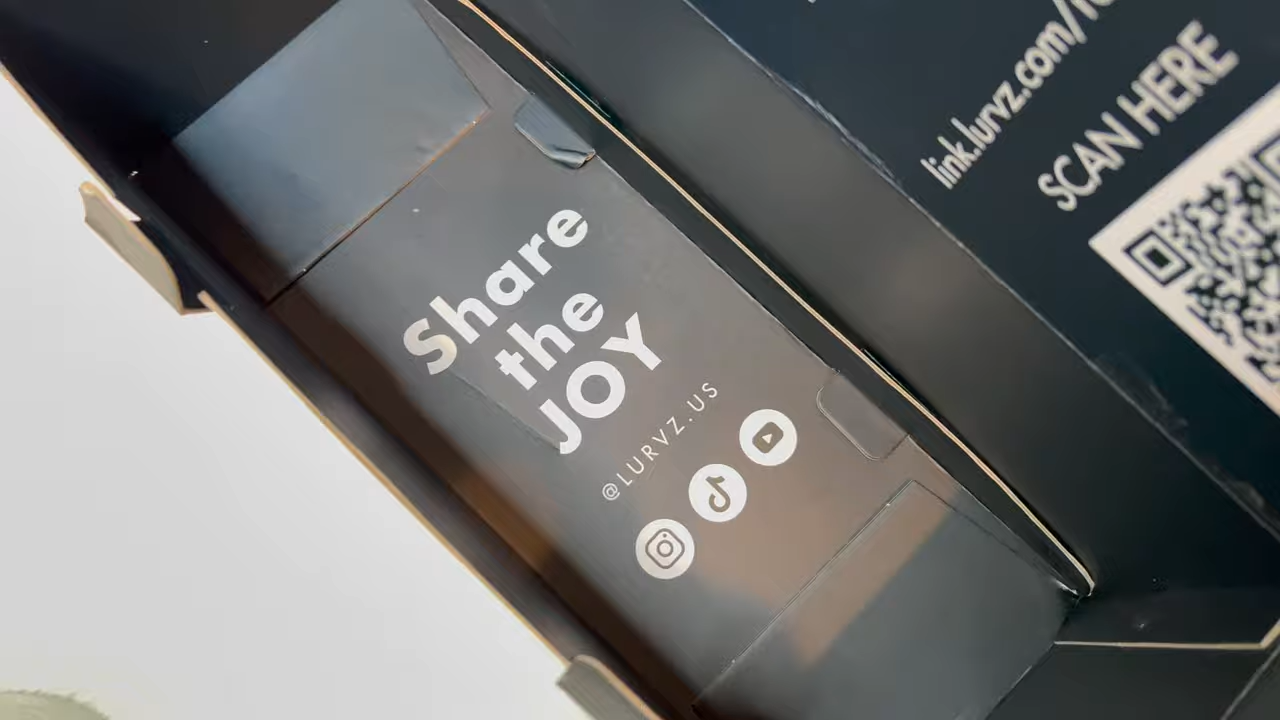 Share
the
JOY
@LURVZ.US
link.lurvz.com/
SCAN HERE